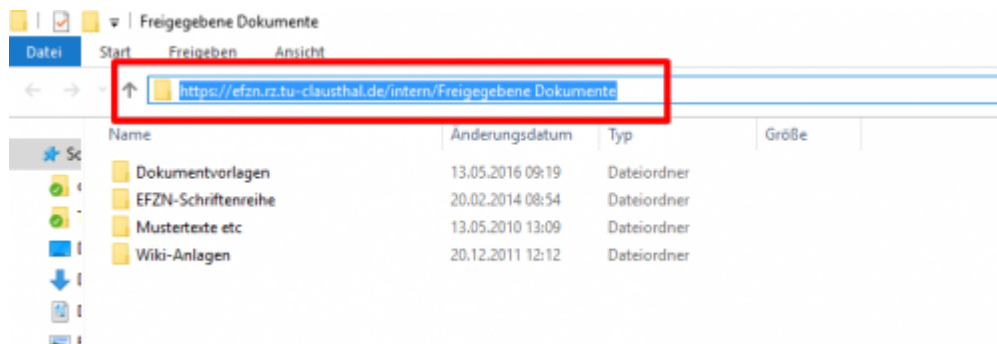 Freigegebene Dokumente
Datei Start Freigeben Ansicht
https://efzn.rz.tu-clausthal.de/intern/Freigegebene Dokumente
Name Änderungsdatum Typ Größe
Dokumentvorlagen 13.05.2016 09:19 Dateiordner
EFZN-Schriftenreihe 20.02.2014 08:54 Dateiordner
Mustertexte etc 13.05.2010 13:09 Dateiordner
Wiki-Anlagen 20.12.2011 12:12 Dateiordner